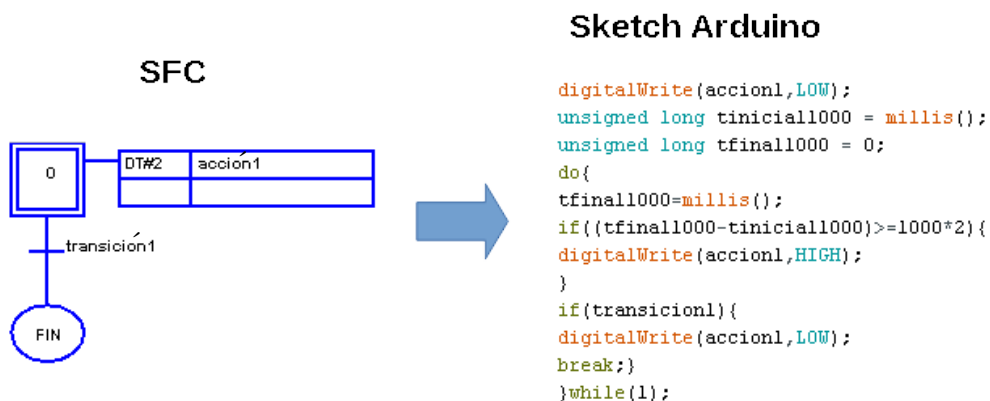 Sketch Arduino
SFC
0
DT#2 acción1
transición1
FIN
digitalWrite(accion1,LOW);
unsigned long tinicial1000 = millis();
unsigned long tfinal1000 = 0;
do{
tfinal1000=millis();
if((tfinal1000-tinicial1000)>=1000*2){
digitalWrite(accion1,HIGH);
}
if(transicion1){
digitalWrite(accion1,LOW);
break;}
}while(1);